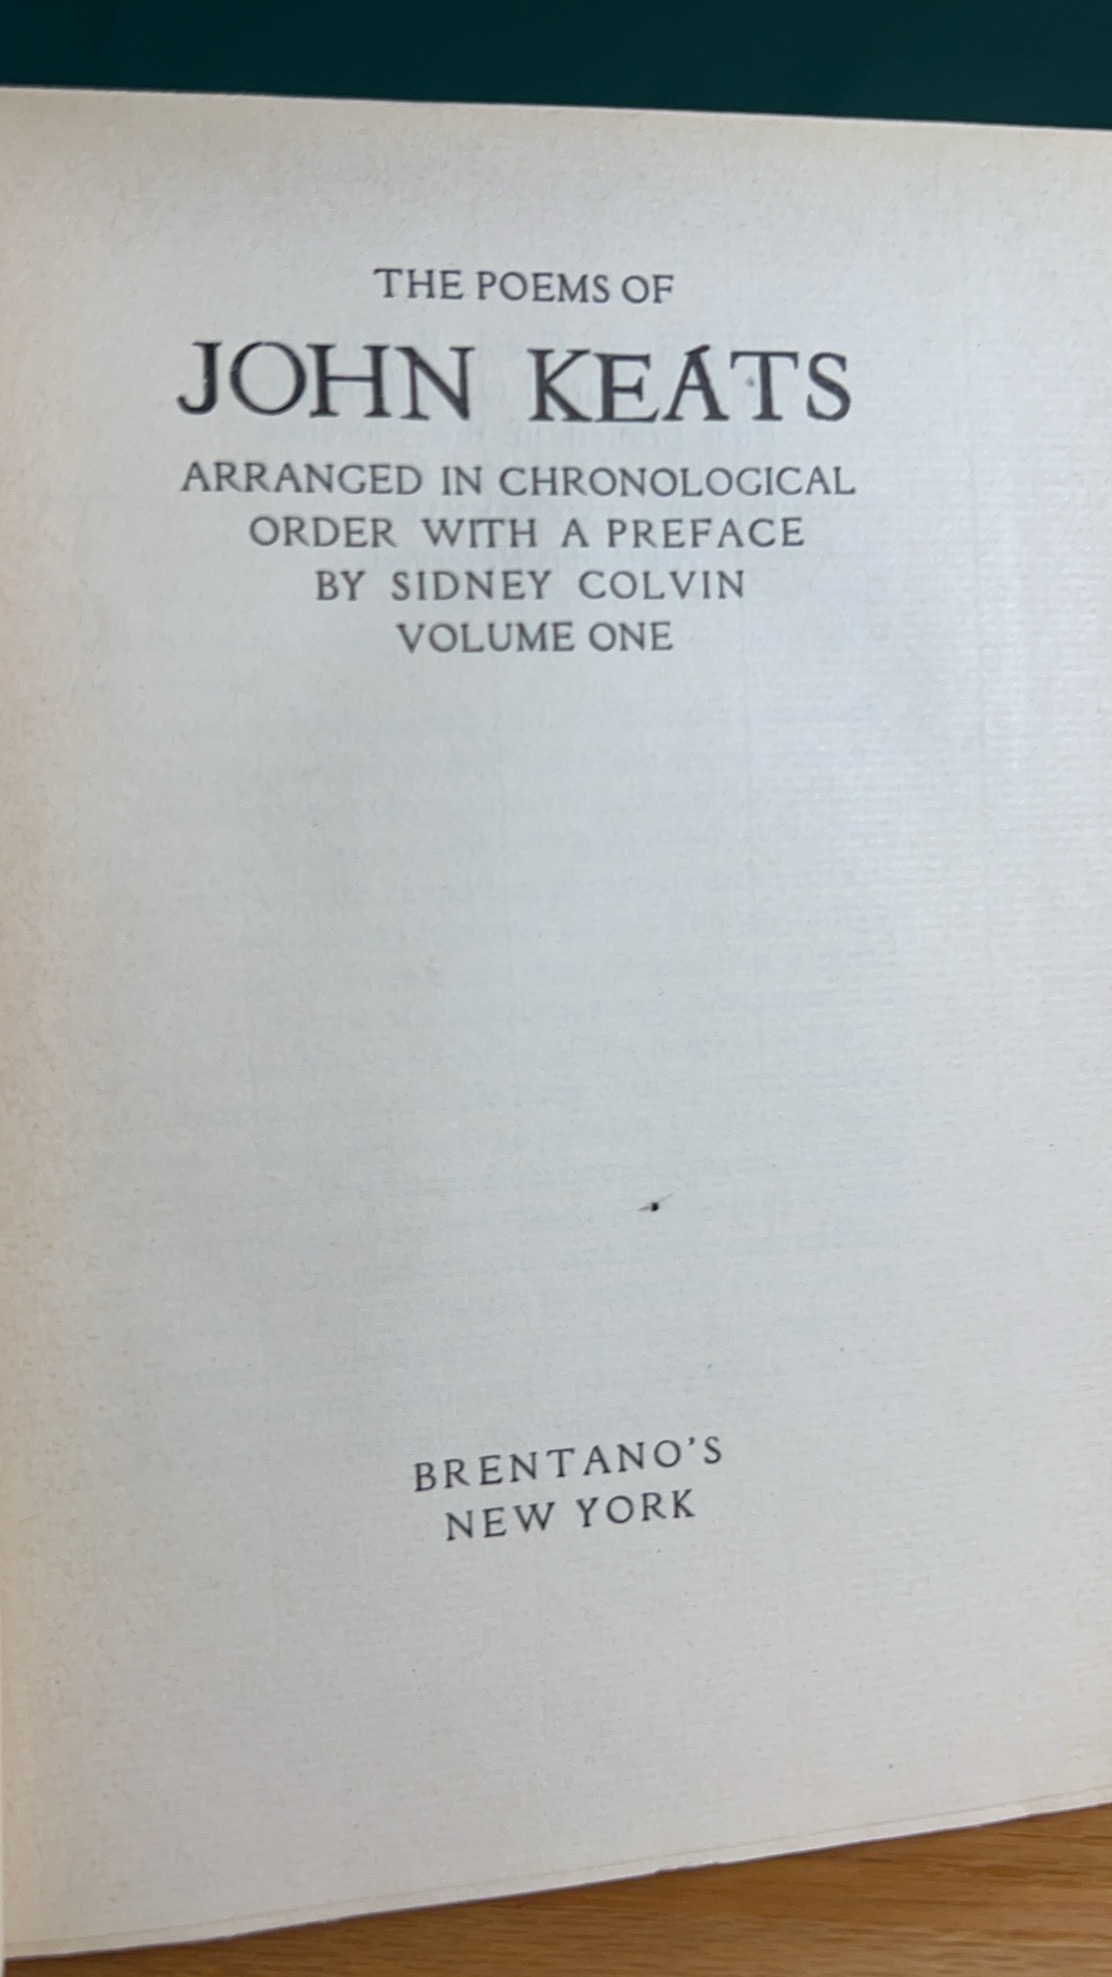 THE POEMS OF
JOHN KEATS
ARRANGED IN CHRONOLOGICAL
ORDER WITH A PREFACE
BY SIDNEY COLVIN
VOLUME ONE
BRENTANO'S
NEW YORK